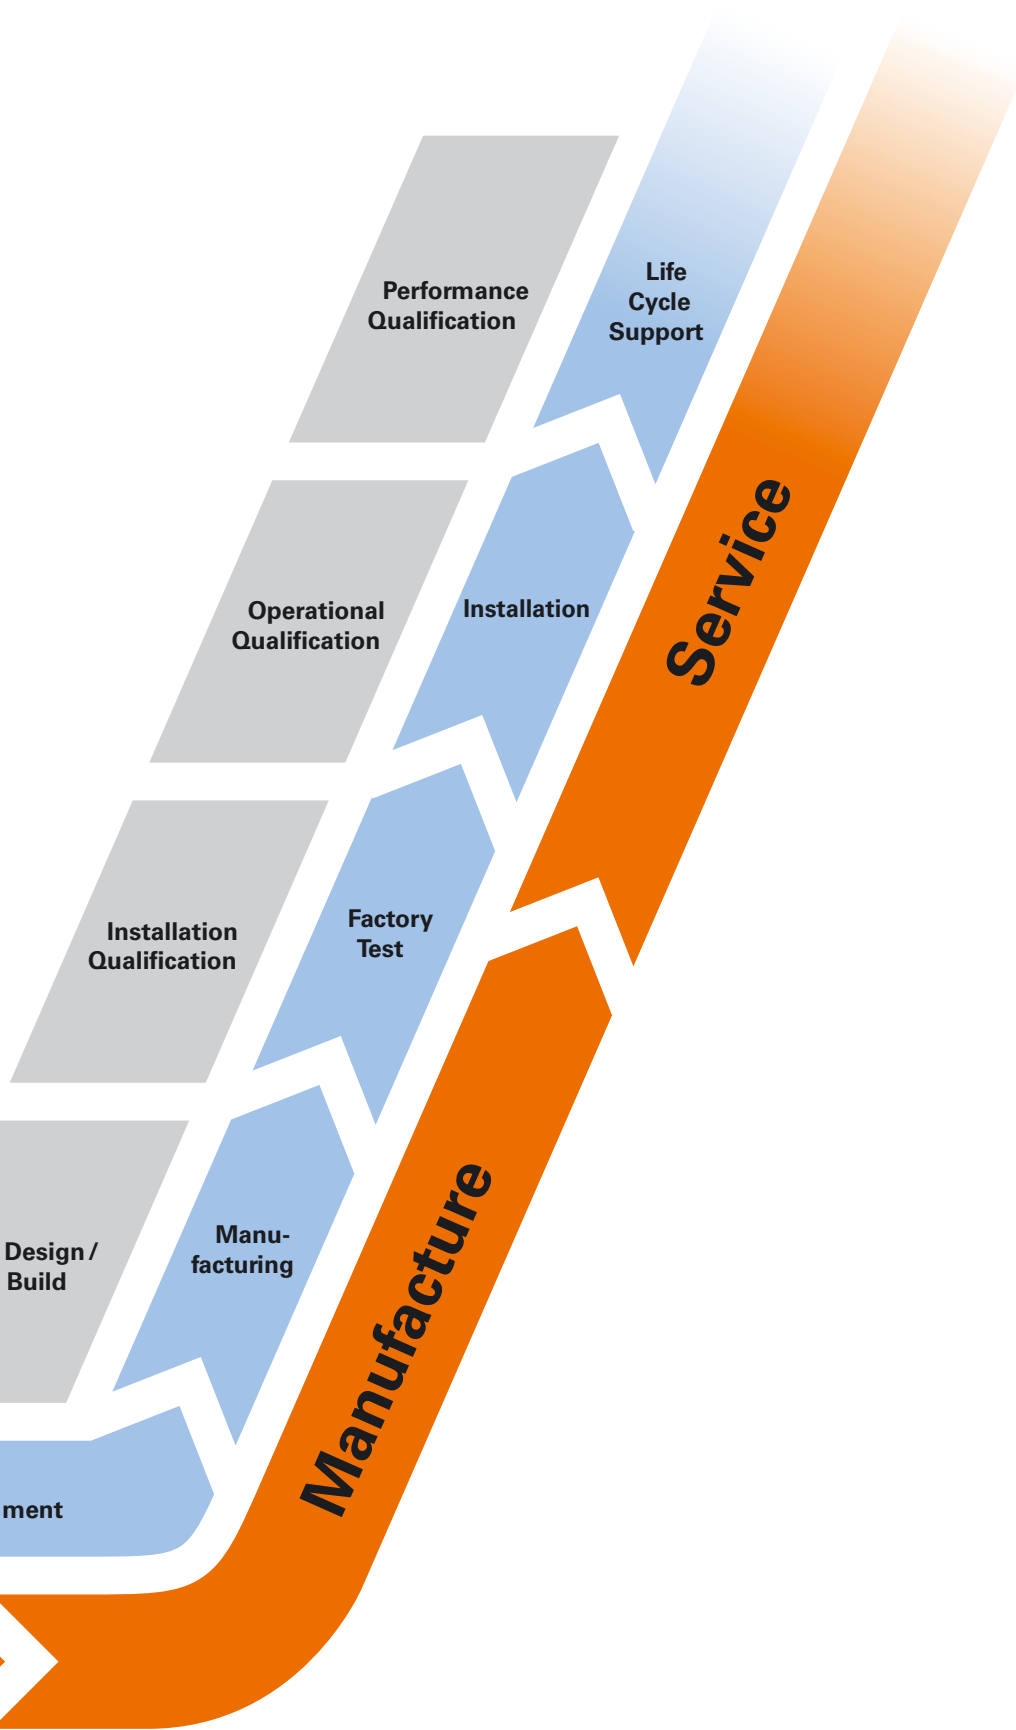 Life
Cycle
Support
Performance
Qualification
Service
Installation
Operational
Qualification
Factory
Test
Installation
Qualification
Manufacture
Manu-
facturing
Design /
Build
ment